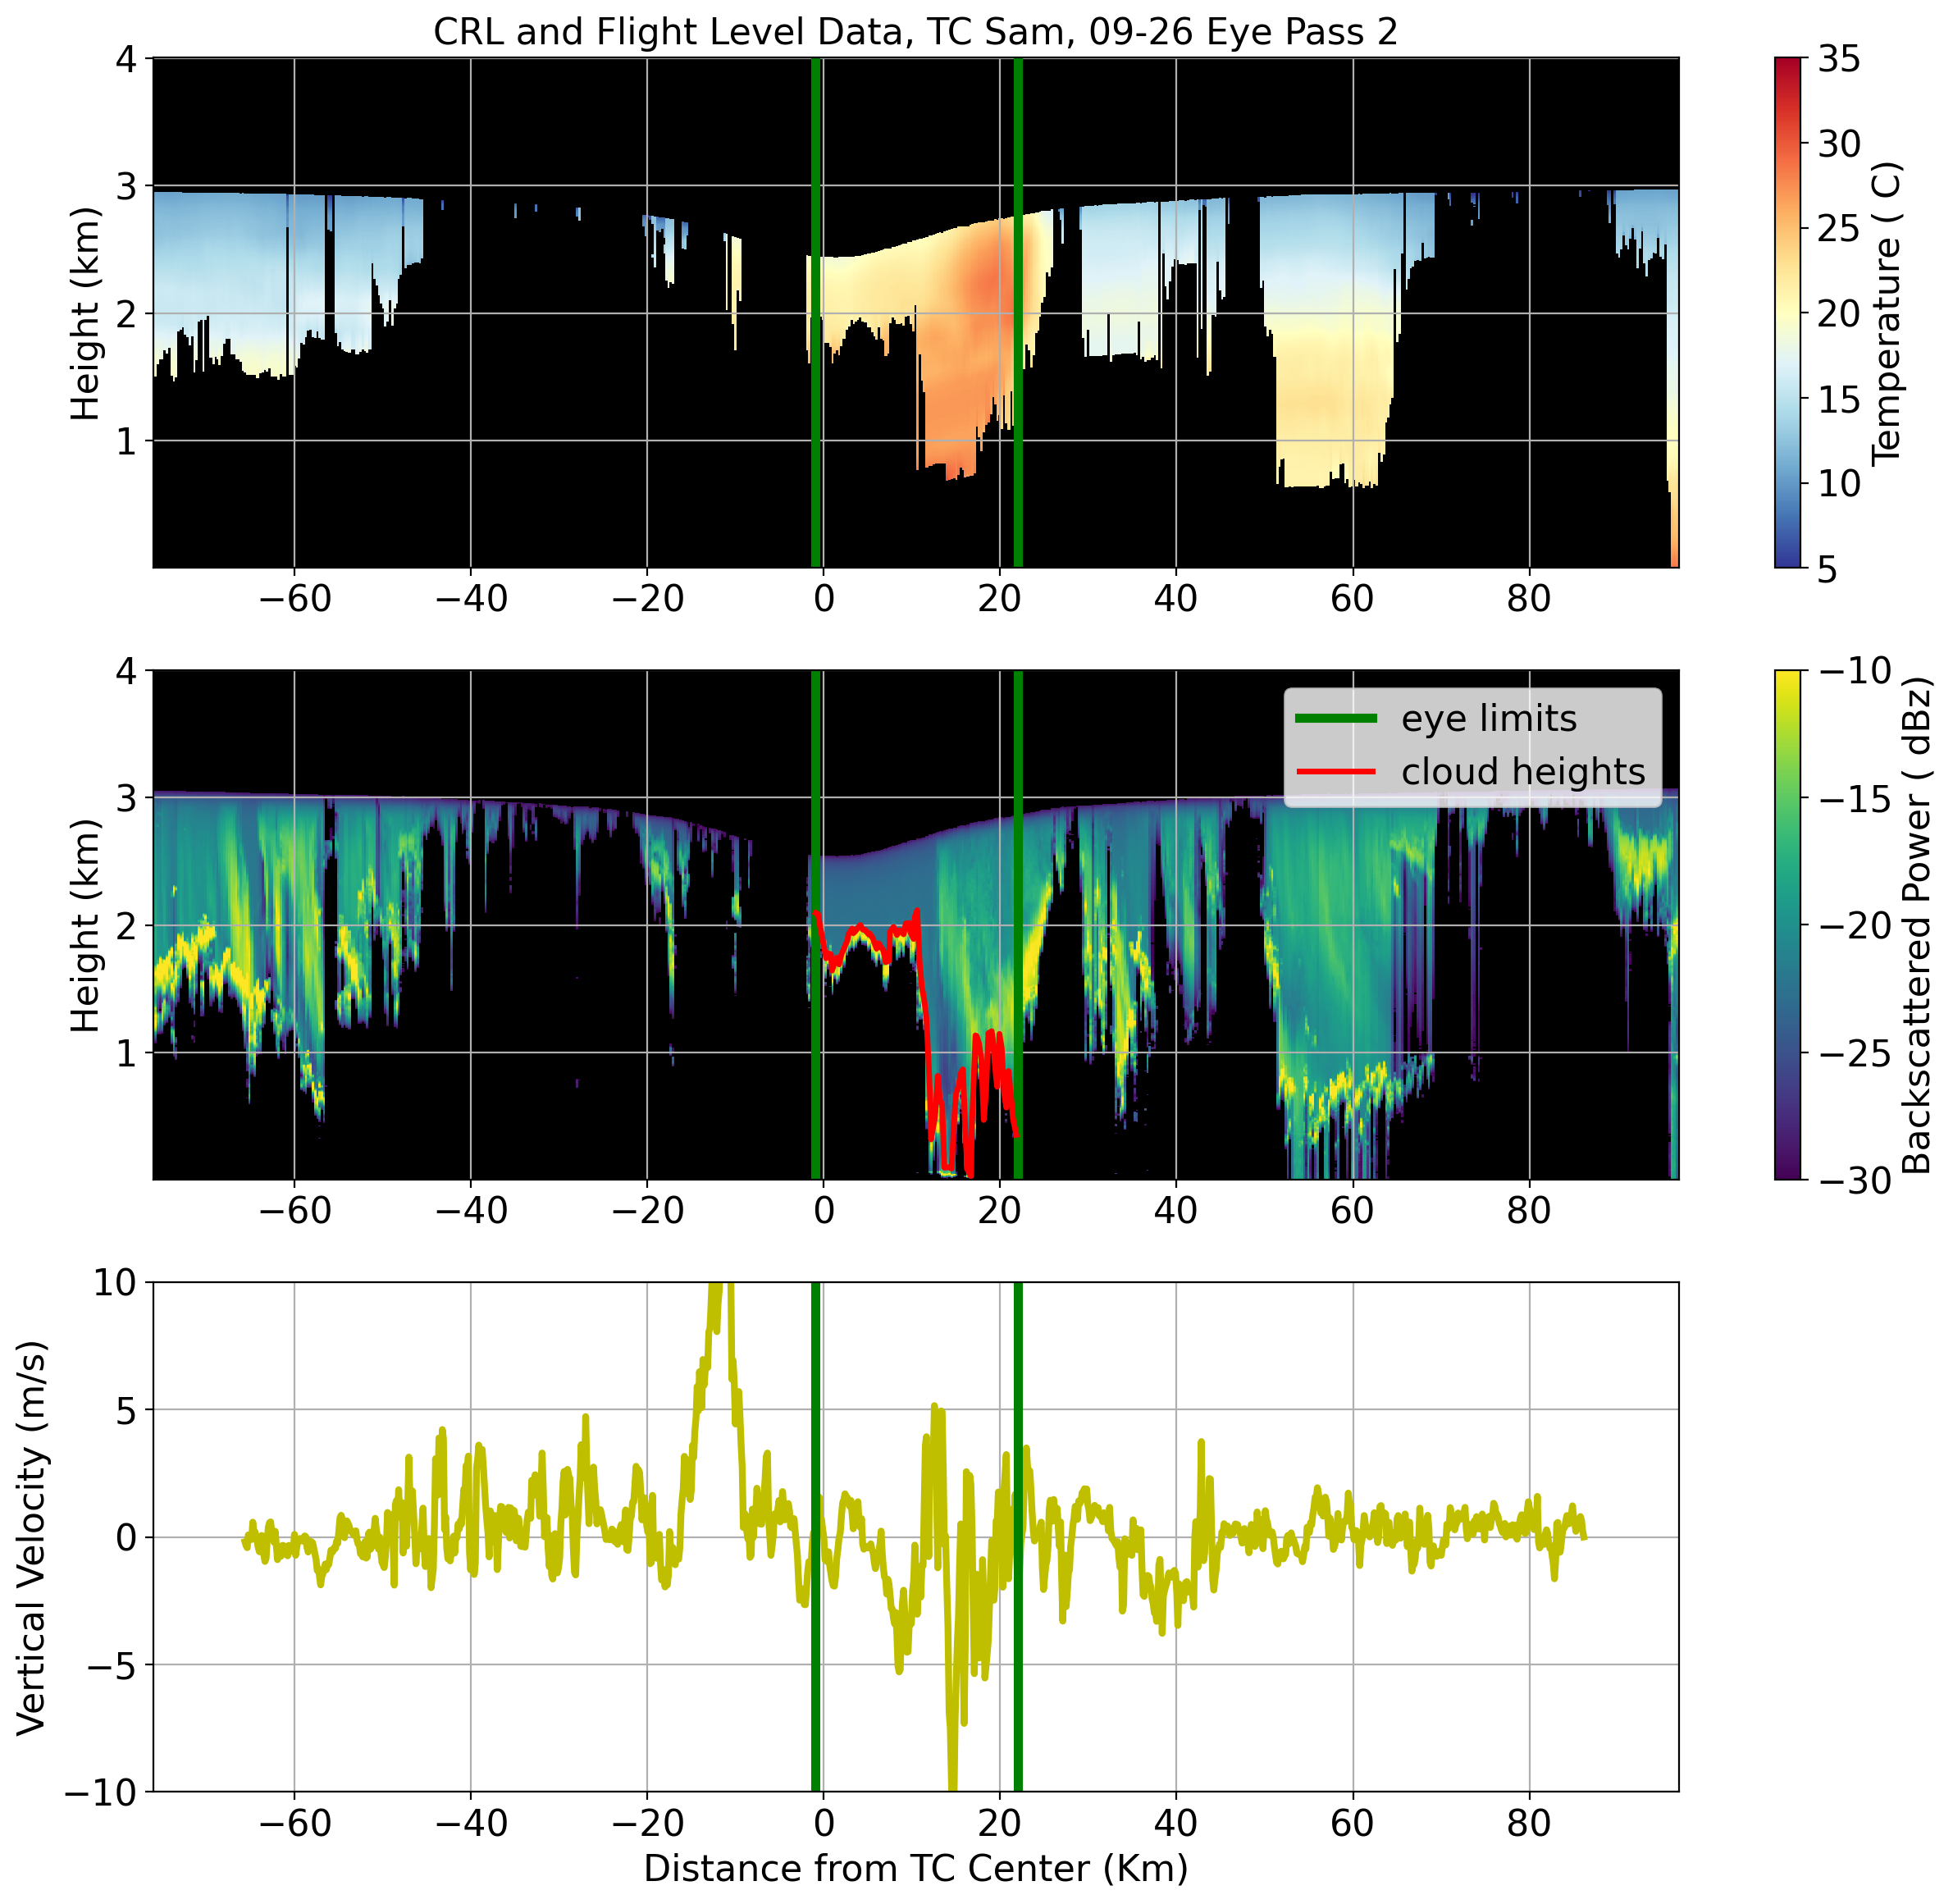 CRL and Flight Level Data, TC Sam, 09-26 Eye Pass 2
4
3
2
1
Height (km)
−60 −40 −20 0 20 40 60 80
35
30
25
20
15
10
5
Temperature ( C)
4
3
2
1
Height (km)
eye limits
cloud heights
−60 −40 −20 0 20 40 60 80
−10
−15
−20
−25
−30
Backscattered Power ( dBz)
10
5
0
−5
−10
Vertical Velocity (m/s)
−60 −40 −20 0 20 40 60 80
Distance from TC Center (Km)